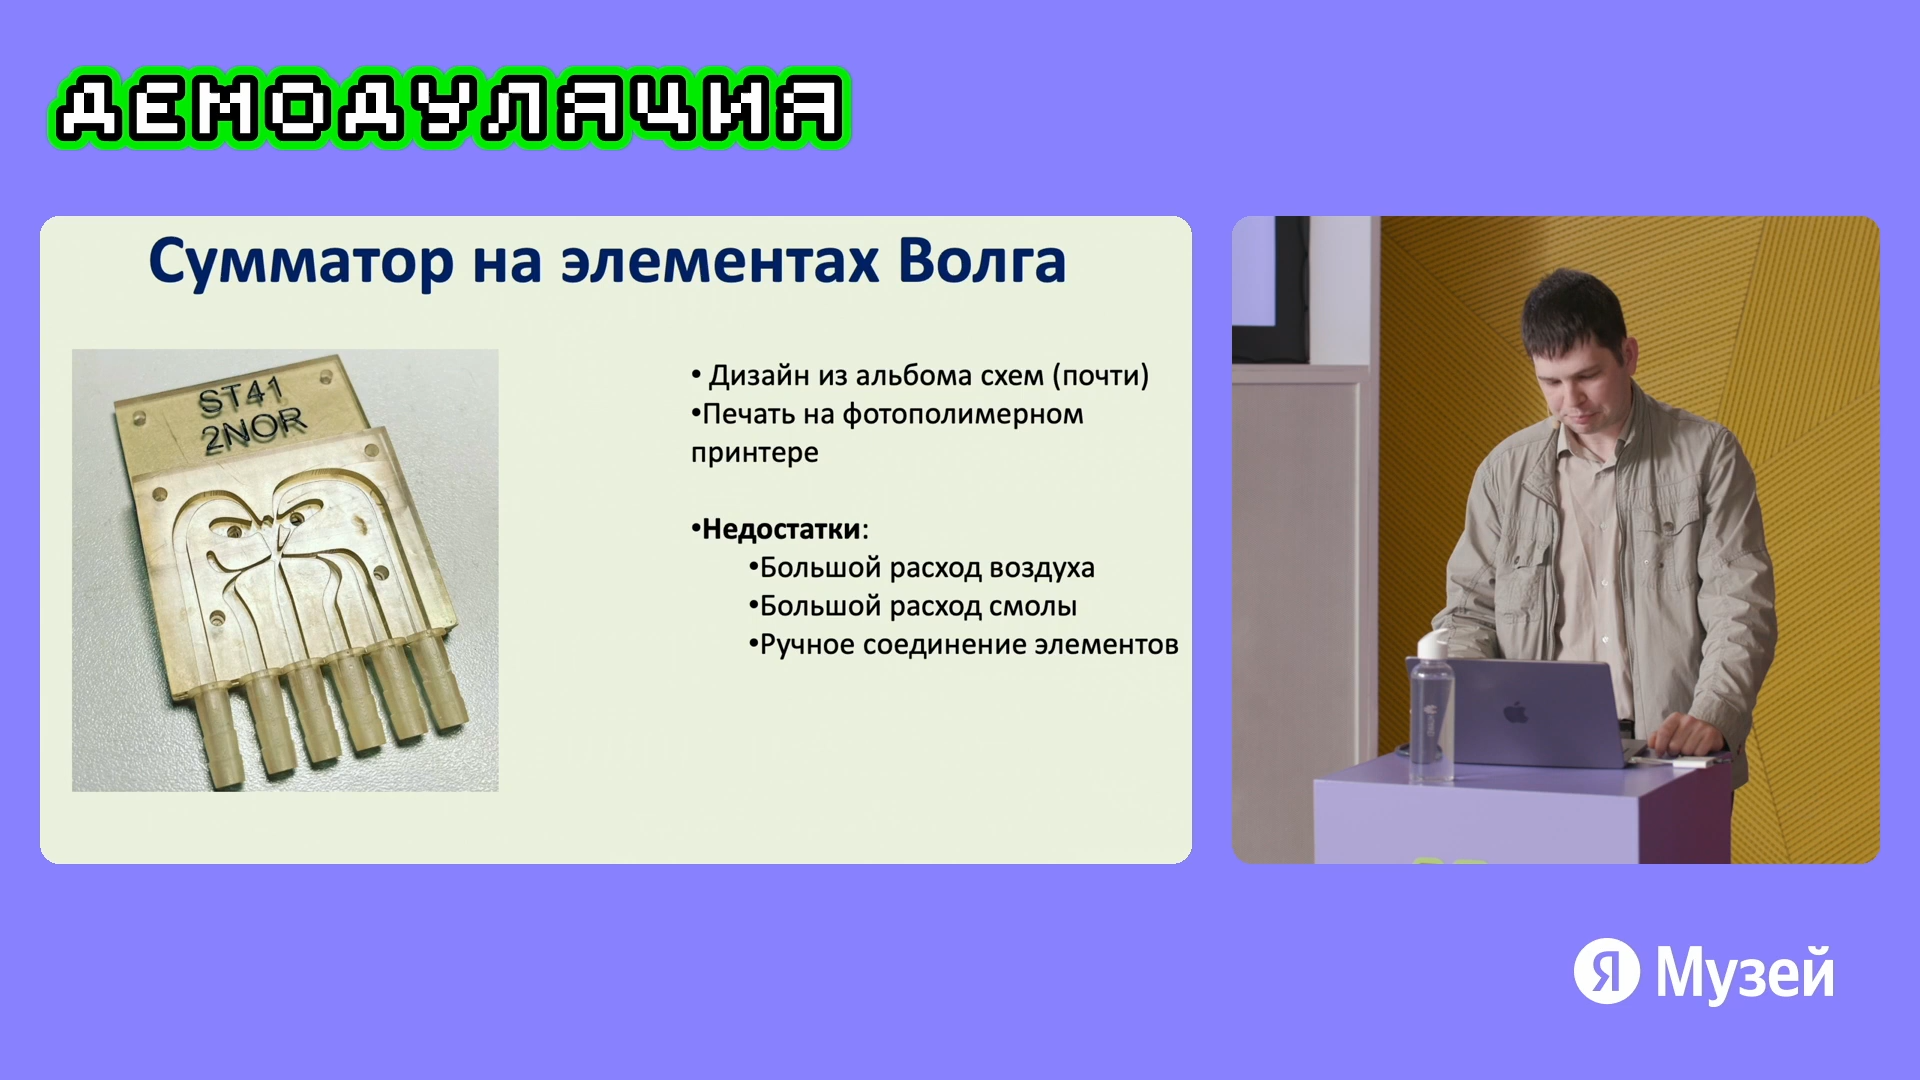 ДЕМОДУЛЯЦИЯ
Сумматор на элементах Волга
ST41
2NOR
• Дизайн из альбома схем (почти)
•Печать на фотополимерном
принтере
•Недостатки:
•Большой расход воздуха
•Большой расход смолы
•Ручное соединение элементов
Я Музей